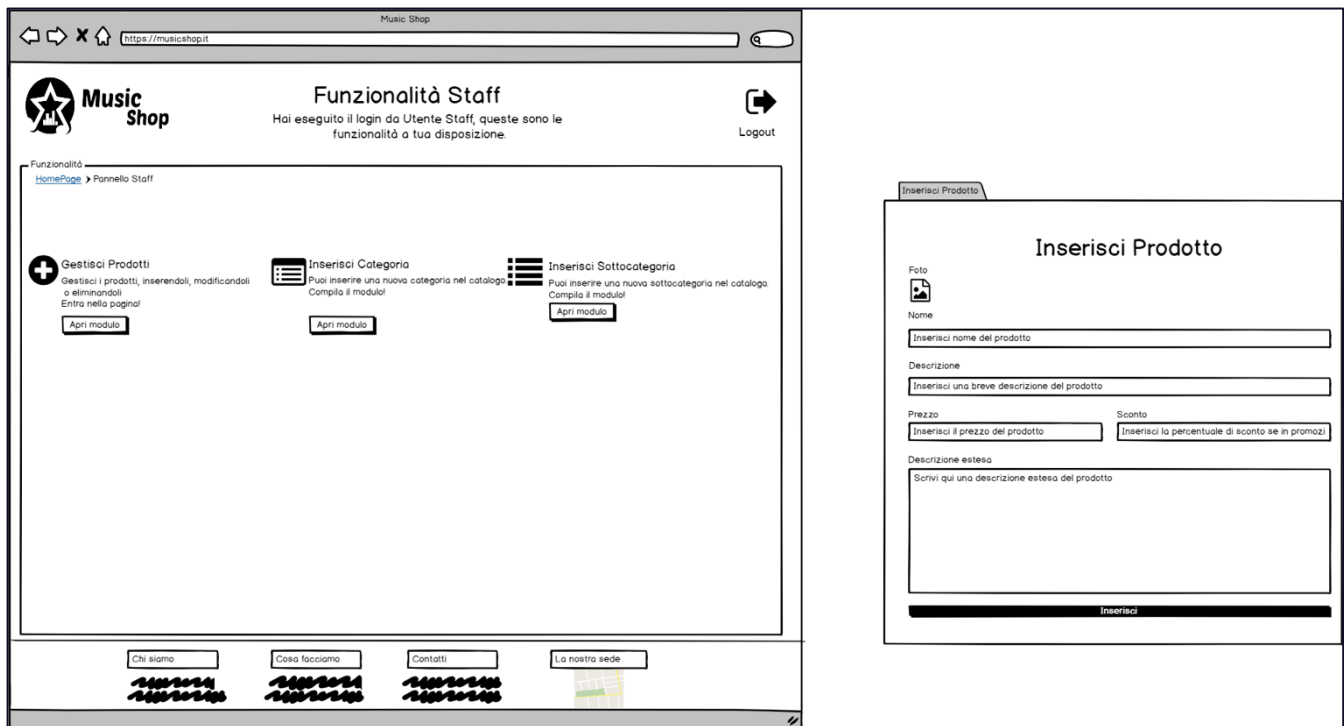 Music Shop
https://musicshop.it
Music
Shop
Funzionalità Staff
Hai eseguito il login da Utente Staff, queste sono le
funzionalità a tua disposizione.
Logout
Funzionalità
HomePage > Pannello Staff
Gestisci Prodotti
Gestisci i prodotti, inserendoli, modificandoli
o eliminandoli
Entra nella pagina!
Apri modulo
Inserisci Categoria
Puoi inserire una nuova categoria nel catalogo.
Compila il modulo!
Apri modulo
Inserisci Sottocategoria
Puoi inserire una nuova sottocategoria nel catalogo.
Compila il modulo!
Apri modulo
Chi siamo
Cosa facciamo
Contatti
La nostra sede
Inserisci Prodotto
Inserisci Prodotto
Foto
Nome
Inserisci nome del prodotto
Descrizione
Inserisci una breve descrizione del prodotto
Prezzo
Inserisci il prezzo del prodotto
Sconto
Inserisci la percentuale di sconto se in promozi
Descrizione estesa
Scrivi qui una descrizione estesa del prodotto
Inserisci